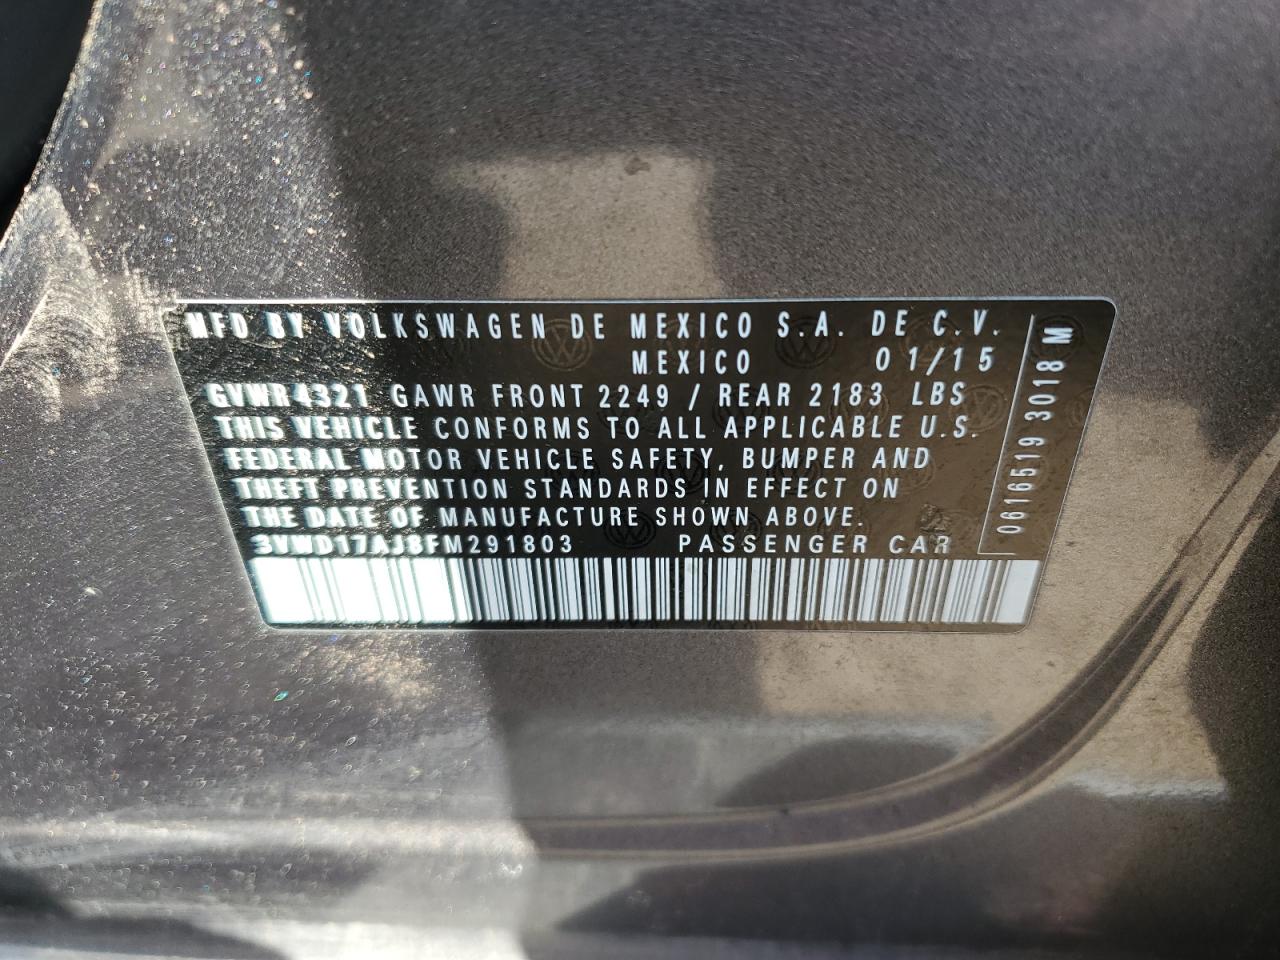 MFD BY VOLKSWAGEN DE MEXICO S.A. DE C.V.
MEXICO 01/15
GVWR4321 GAWR FRONT 2249 / REAR 2183 LBS
THIS VEHICLE CONFORMS TO ALL APPLICABLE U.S.
FEDERAL MOTOR VEHICLE SAFETY, BUMPER AND
THEFT PREVENTION STANDARDS IN EFFECT ON
THE DATE OF MANUFACTURE SHOWN ABOVE.
3VWD17AJ8FM291803 PASSENGER CAR
0616519 3018 M